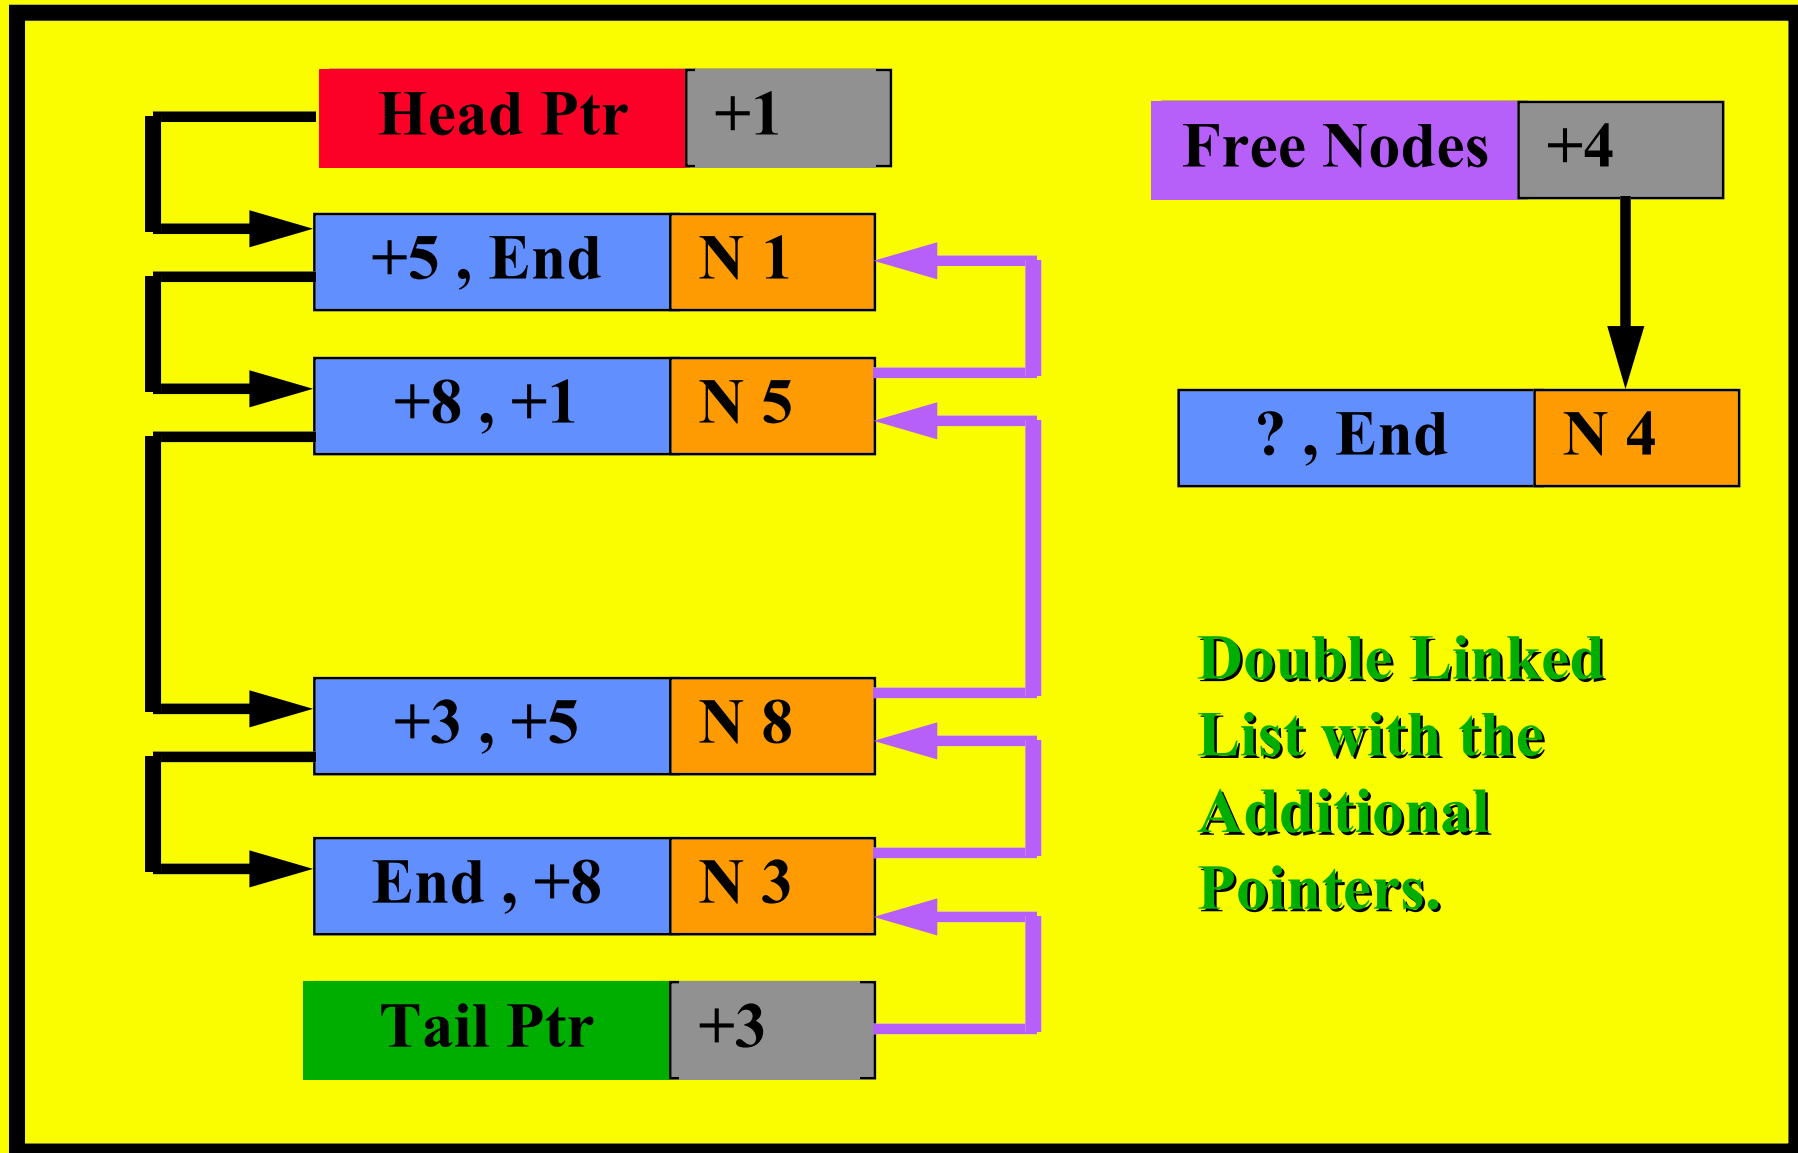 Head Ptr +1
+5 , End N 1
+8 , +1 N 5
+3 , +5 N 8
End , +8 N 3
Tail Ptr +3
Free Nodes +4
? , End N 4
Double Linked
List with the
Additional
Pointers.